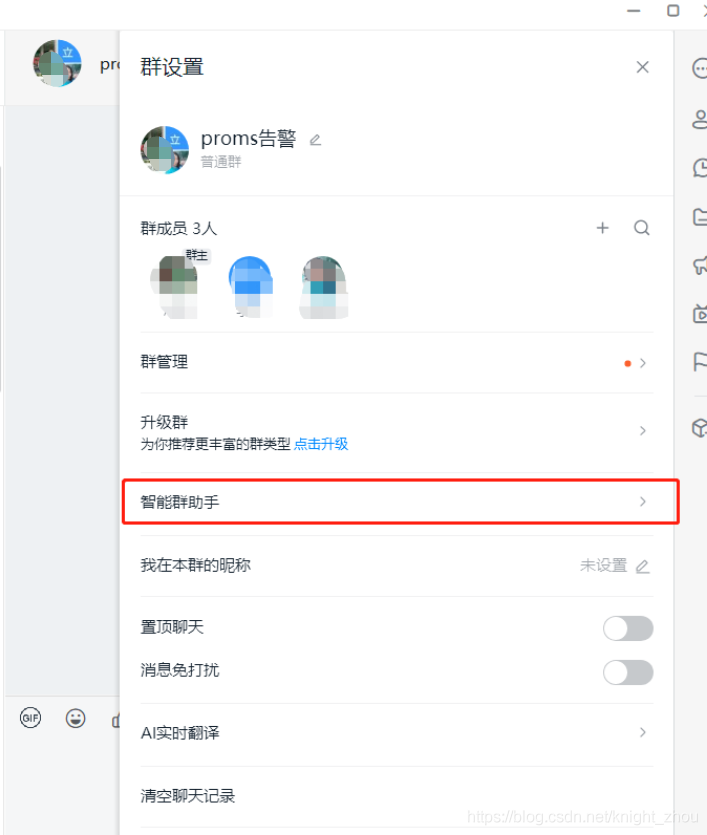 立
pro
群设置
立
proms告警
普通群
群成员 3人
群主
群管理
升级群
为你推荐更丰富的群类型 点击升级
智能群助手
我在本群的昵称 未设置
置顶聊天
消息免打扰
GIF
AI实时翻译
清空聊天记录
https://blog.csdn.net/knight_zhou